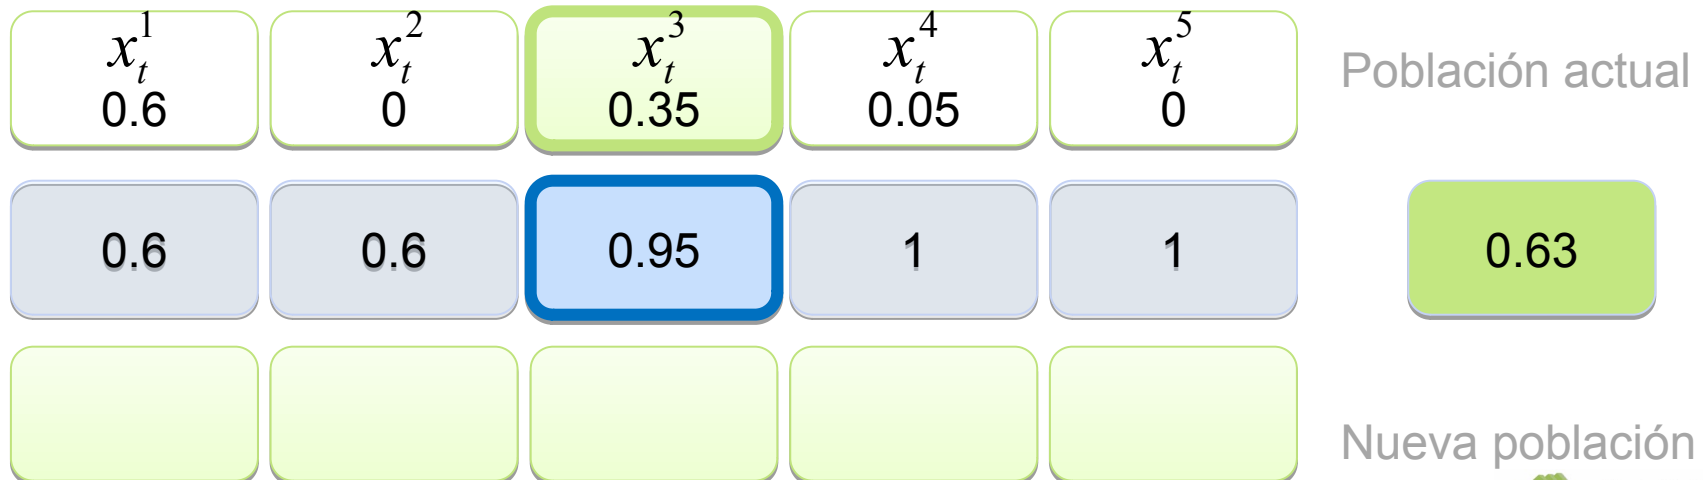 x_t^1 x_t^2 x_t^3 x_t^4 x_t^5 Población actual
0.6 0 0.35 0.05 0
0.6 0.6 0.95 1 1 0.63
Nueva población